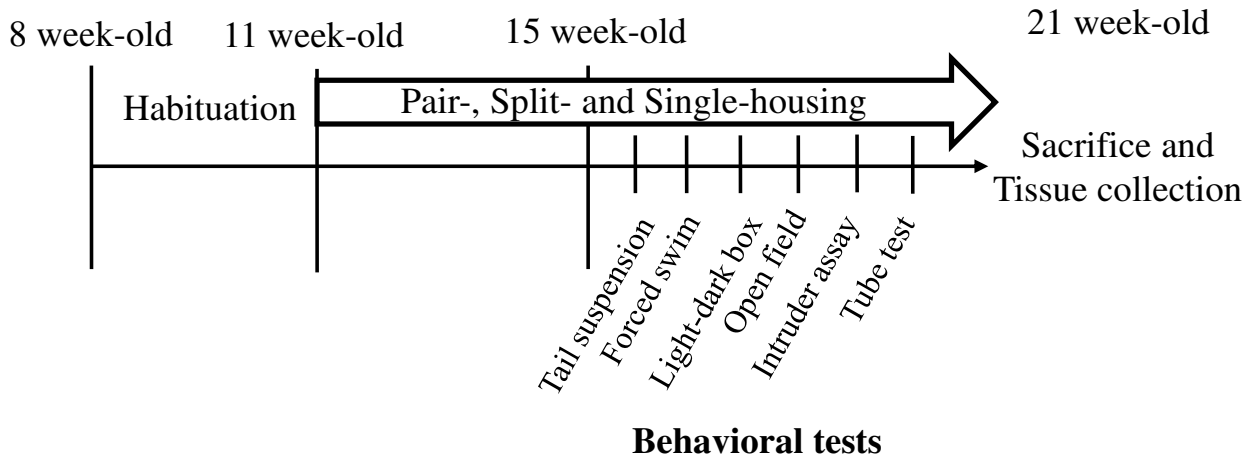 8 week-old
11 week-old
15 week-old
21 week-old
Habituation
Pair-, Split- and Single-housing
Sacrifice and
Tissue collection
Tail suspension
Forced swim
Light-dark box
Open field
Intruder assay
Tube test
Behavioral tests